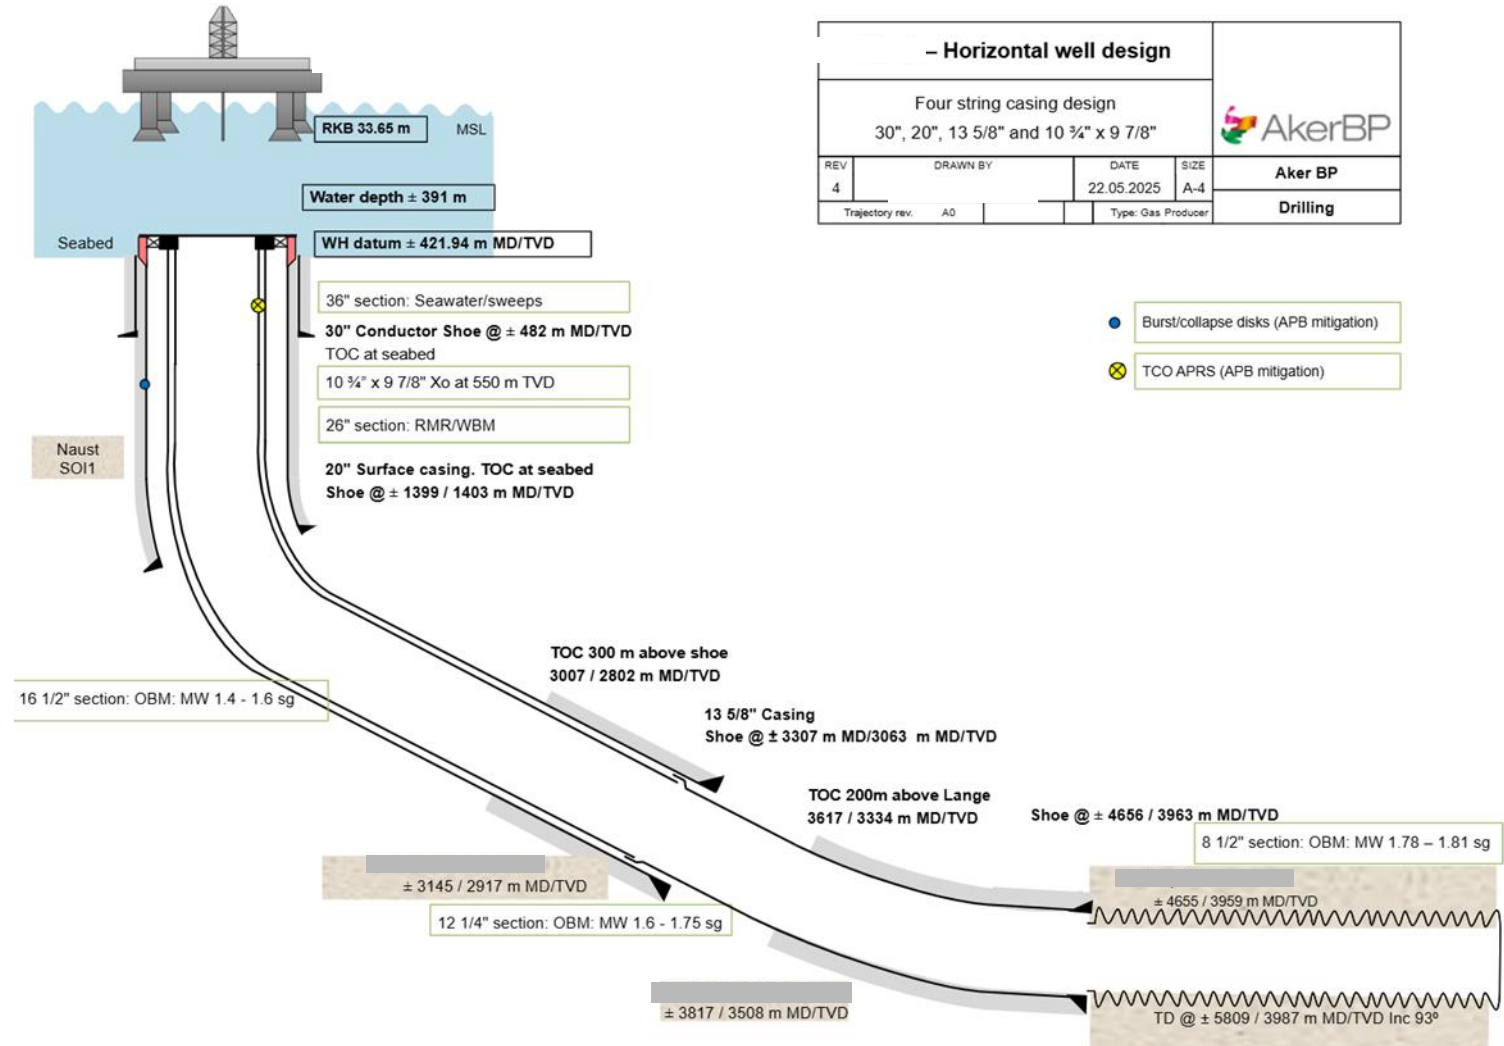 – Horizontal well design
Four string casing design
30", 20", 13 5/8" and 10 ¾" x 9 7/8"
REV
4
DRAWN BY
DATE
22.05.2025
SIZE
A-4
Trajectory rev. A0
Type: Gas Producer
AkerBP
Aker BP
Drilling
RKB 33.65 m
MSL
Water depth ± 391 m
Seabed
WH datum ± 421.94 m MD/TVD
36" section: Seawater/sweeps
30" Conductor Shoe @ ± 482 m MD/TVD
TOC at seabed
10 ¾" x 9 7/8" Xo at 550 m TVD
26" section: RMR/WBM
Naust
SOI1
20" Surface casing. TOC at seabed
Shoe @ ± 1399 / 1403 m MD/TVD
Burst/collapse disks (APB mitigation)
TCO APRS (APB mitigation)
TOC 300 m above shoe
3007 / 2802 m MD/TVD
16 1/2" section: OBM: MW 1.4 - 1.6 sg
13 5/8" Casing
Shoe @ ± 3307 m MD/3063 m MD/TVD
TOC 200m above Lange
3617 / 3334 m MD/TVD
Shoe @ ± 4656 / 3963 m MD/TVD
8 1/2" section: OBM: MW 1.78 – 1.81 sg
± 3145 / 2917 m MD/TVD
± 4655 / 3959 m MD/TVD
12 1/4" section: OBM: MW 1.6 - 1.75 sg
± 3817 / 3508 m MD/TVD
TD @ ± 5809 / 3987 m MD/TVD Inc 93º